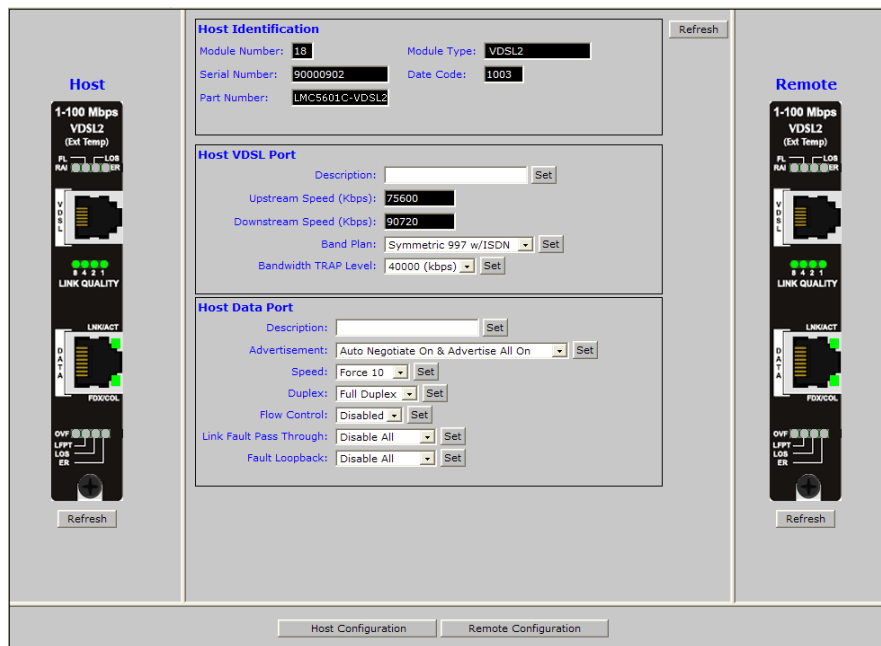 Host
1-100 Mbps
VDSL2
(Ext Temp)
FL LOS
RAI ER
VDSL
8 4 2 1
LINK QUALITY
LNK/ACT
DATA
FDX/COL
OVF
LFPT
LOS
ER
Refresh
Host Identification
Refresh
Module Number: 18 Module Type: VDSL2
Serial Number: 90000902 Date Code: 1003
Part Number: LMC5601C-VDSL2
Host VDSL Port
Description: Set
Upstream Speed (Kbps): 75600
Downstream Speed (Kbps): 90720
Band Plan: Symmetric 997 w/ISDN Set
Bandwidth TRAP Level: 40000 (kbps) Set
Host Data Port
Description: Set
Advertisement: Auto Negotiate On & Advertise All On Set
Speed: Force 10 Set
Duplex: Full Duplex Set
Flow Control: Disabled Set
Link Fault Pass Through: Disable All Set
Fault Loopback: Disable All Set
Remote
1-100 Mbps
VDSL2
(Ext Temp)
FL LOS
RAI ER
VDSL
8 4 2 1
LINK QUALITY
LNK/ACT
DATA
FDX/COL
OVF
LFPT
LOS
ER
Refresh
Host Configuration Remote Configuration